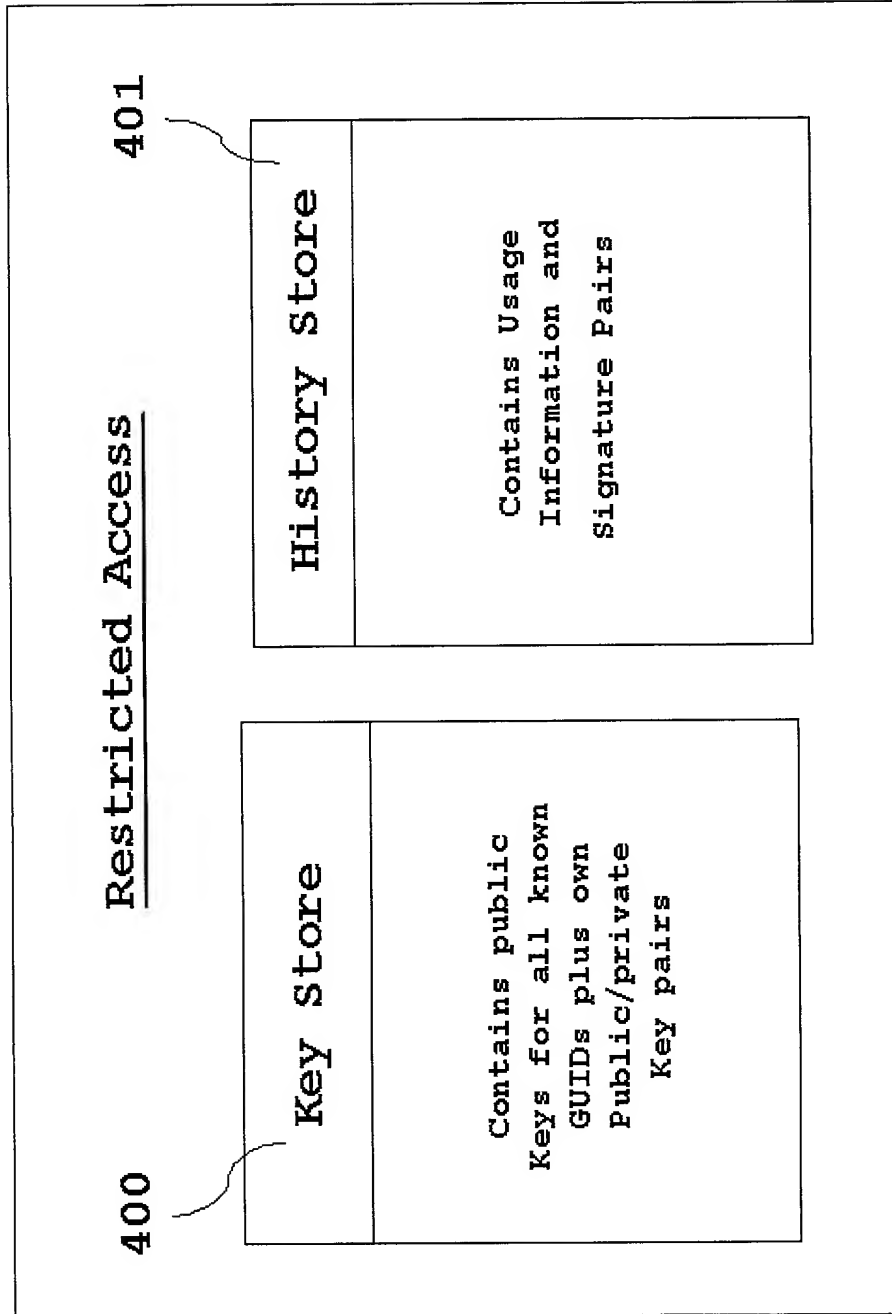 Restricted Access
400
401
Key Store
Contains public
Keys for all known
GUIDs plus own
Public/private
Key pairs
History Store
Contains Usage
Information and
Signature Pairs